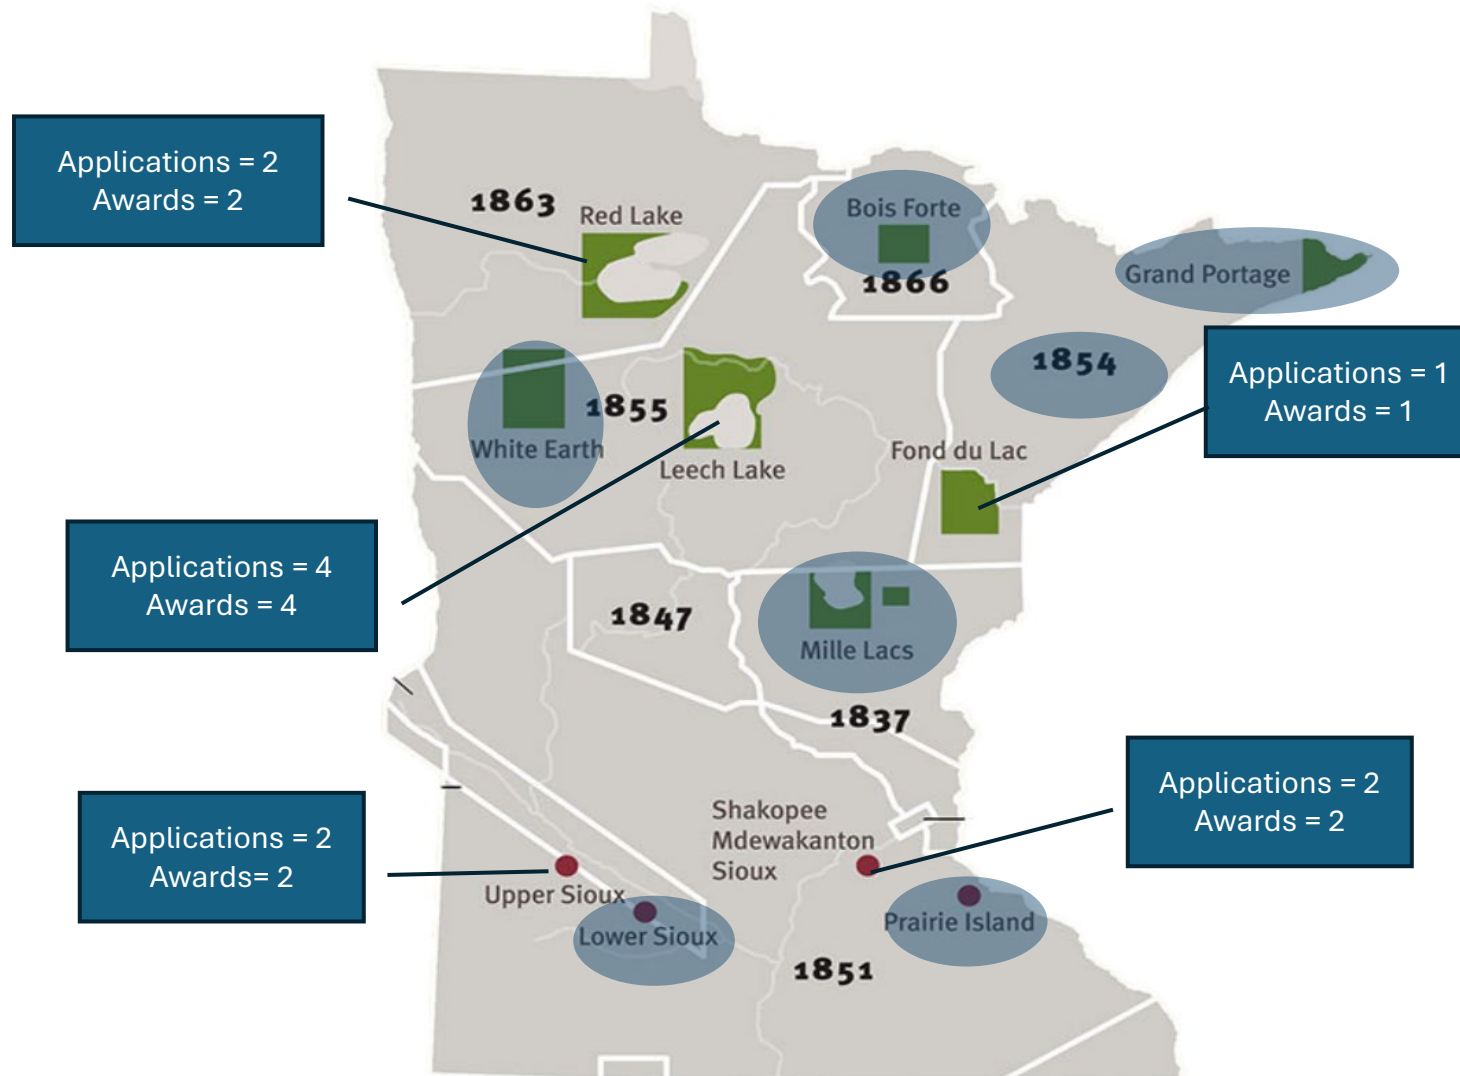 Applications = 2
Awards = 2
1863
Red Lake
Bois Forte
1866
Grand Portage
1854
Applications = 1
Awards = 1
1855
White Earth
Leech Lake
Fond du Lac
Applications = 4
Awards = 4
1847
Mille Lacs
1837
Applications = 2
Awards = 2
Shakopee
Mdewakanton
Sioux
Applications = 2
Awards= 2
Upper Sioux
Lower Sioux
Prairie Island
1851